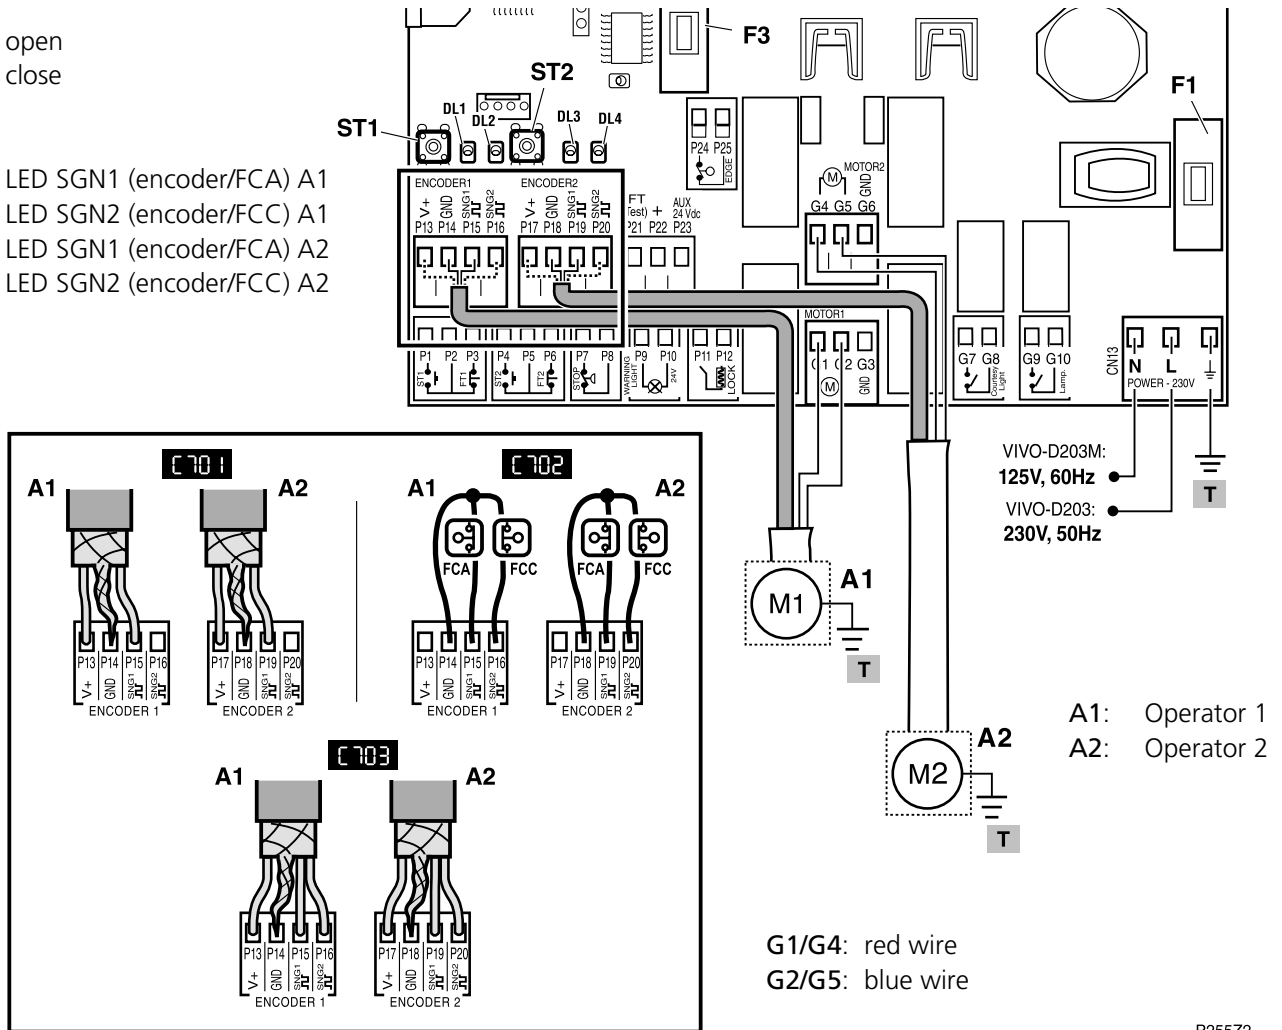 open
close
LED SGN1 (encoder/FCA) A1
LED SGN2 (encoder/FCC) A1
LED SGN1 (encoder/FCA) A2
LED SGN2 (encoder/FCC) A2
F3
F1
ST2
ST1
DL1
DL2
DL3
DL4
P24 P25
EDGE
MOTOR2
M
GND
G4 G5 G6
ENCODER1
V+ GND SNG1 SNG2
P13 P14 P15 P16
ENCODER2
V+ GND SNG1 SNG2
P17 P18 P19 P20
FT AUX
+ 24 Vdc
P22 P23
MOTOR1
G3
M
GND
P1 P2 P3 P4 P5 P6 P7 P8 P9 P10 P11 P12
ST1 FT1 ST2 FT2 STOP WARNING LIGHT 24V LOCK
G7 G8
Courtesy Light
G9 G10
Lamp.
CN13
N L
POWER - 230V
VIVO-D203M:
125V, 60Hz
VIVO-D203:
230V, 50Hz
T
C701
A1 A2
P13 P14 P15 P16
V+ GND SNG1 SNG2
ENCODER 1
P17 P18 P19 P20
V+ GND SNG1 SNG2
ENCODER 2
C702
A1 A2
FCA FCC
FCA FCC
P13 P14 P15 P16
V+ GND SNG1 SNG2
ENCODER 1
P17 P18 P19 P20
V+ GND SNG1 SNG2
ENCODER 2
C703
A1 A2
P13 P14 P15 P16
V+ GND SNG1 SNG2
ENCODER 1
P17 P18 P19 P20
V+ GND SNG1 SNG2
ENCODER 2
M1
A1
T
M2
A2
T
A1: Operator 1
A2: Operator 2
G1/G4: red wire
G2/G5: blue wire